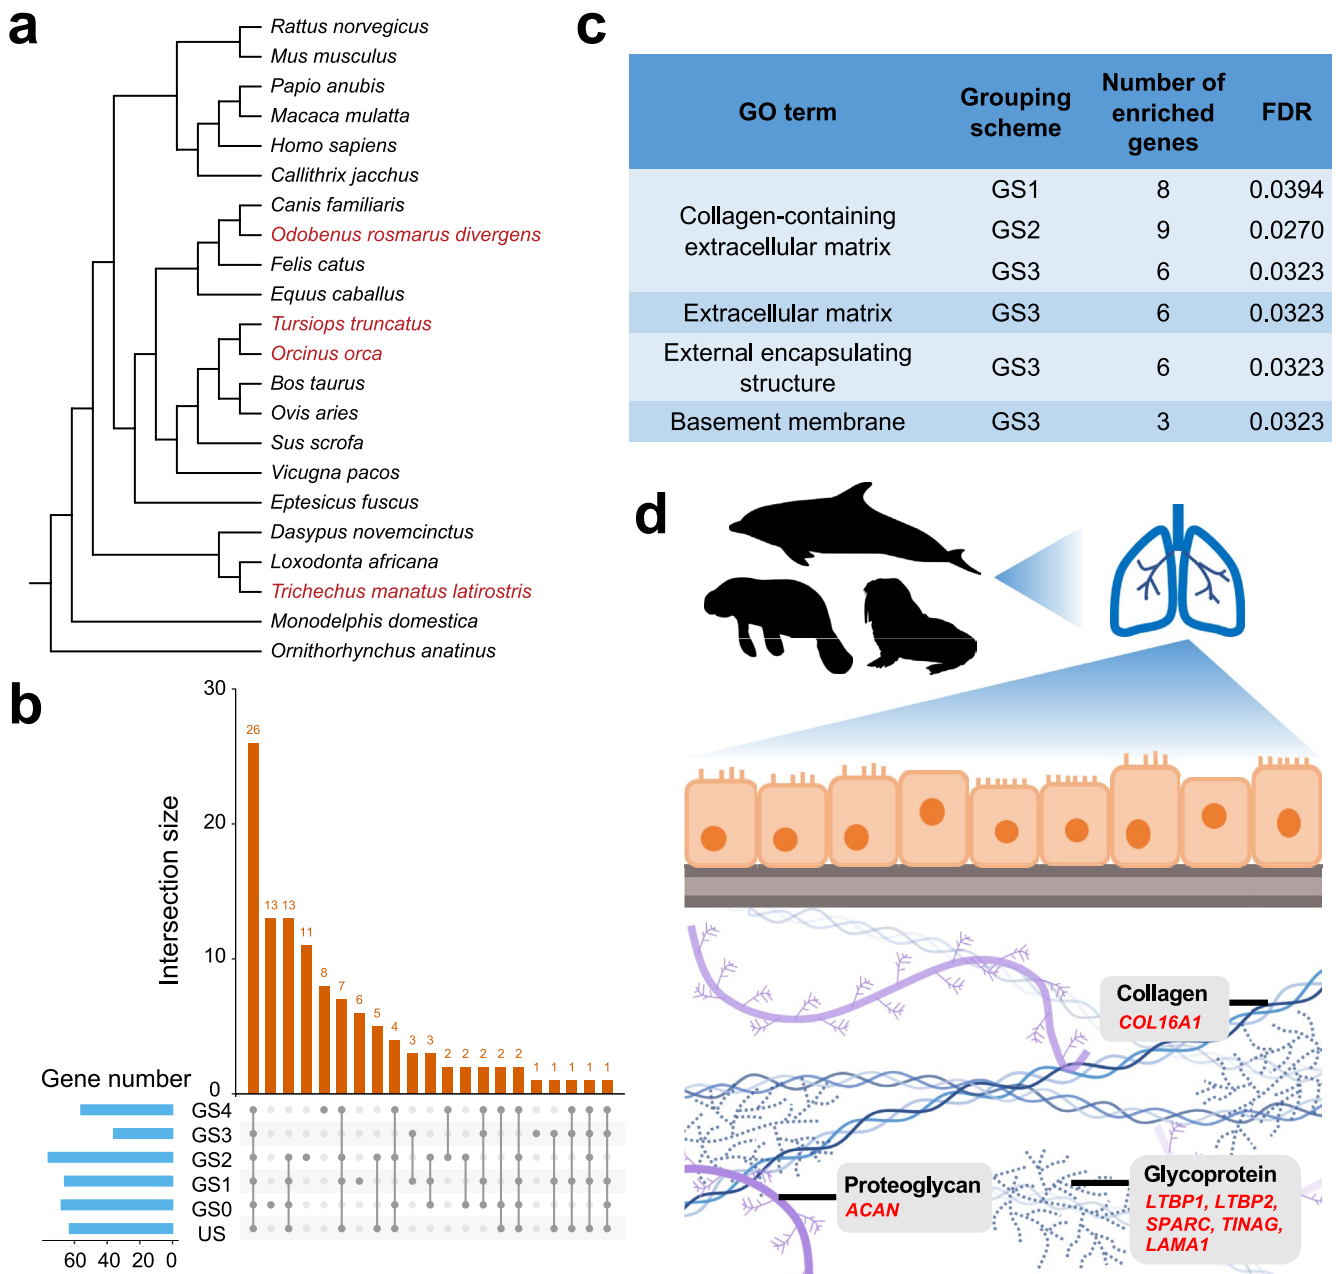 a
Rattus norvegicus
Mus musculus
Papio anubis
Macaca mulatta
Homo sapiens
Callithrix jacchus
Canis familiaris
Odobenus rosmarus divergens
Felis catus
Equus caballus
Tursiops truncatus
Orcinus orca
Bos taurus
Ovis aries
Sus scrofa
Vicugna pacos
Eptesicus fuscus
Dasypus novemcinctus
Loxodonta africana
Trichechus manatus latirostris
Monodelphis domestica
Ornithorhynchus anatinus
b
Intersection size
30
20
10
0
26 13 13 11 8 7 6 5 4 3 3 2 2 2 2 2 1 1 1 1 1
Gene number
GS4
GS3
GS2
GS1
GS0
US
60 40 20 0
c
GO term Grouping scheme Number of enriched genes FDR
Collagen-containing extracellular matrix
GS1 8 0.0394
GS2 9 0.0270
GS3 6 0.0323
Extracellular matrix GS3 6 0.0323
External encapsulating structure GS3 6 0.0323
Basement membrane GS3 3 0.0323
d
Collagen
COL16A1
Proteoglycan
ACAN
Glycoprotein
LTBP1, LTBP2,
SPARC, TINAG,
LAMA1